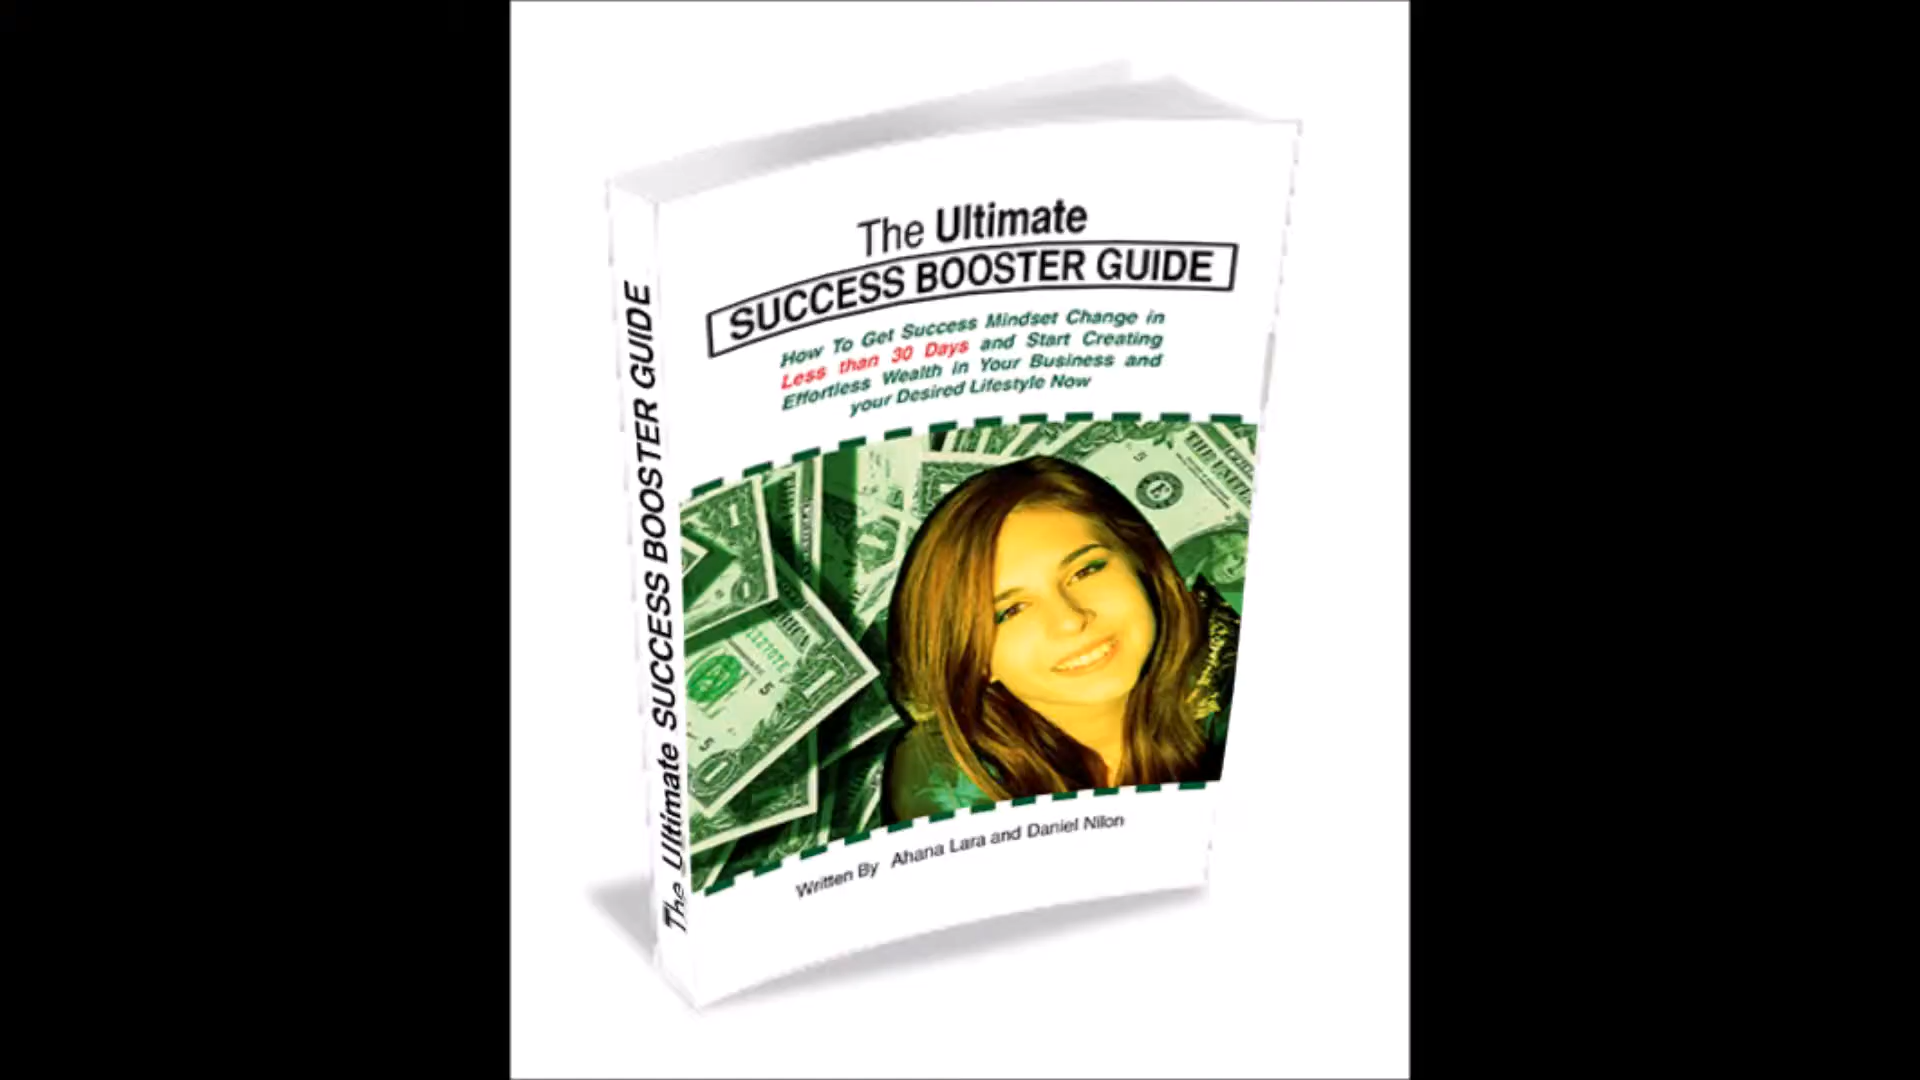 The Ultimate
SUCCESS BOOSTER GUIDE
How To Get Success Mindset Change in
Less than 30 Days and Start Creating
Effortless Wealth in Your Business and
your Desired Lifestyle Now
Written By Ahana Lara and Daniel Nilon
The Ultimate SUCCESS BOOSTER GUIDE